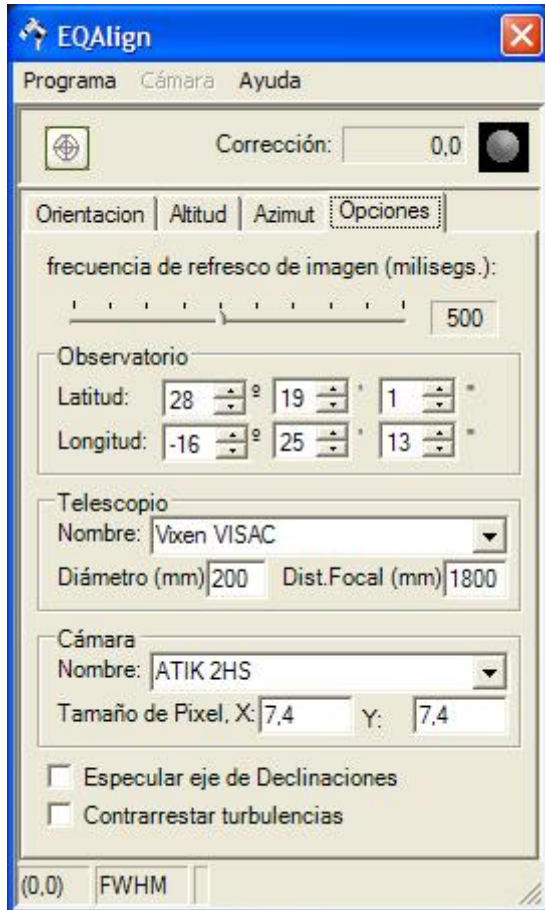 EQAlign
Programa Cámara Ayuda
Corrección: 0,0
Orientacion Altitud Azimut Opciones
frecuencia de refresco de imagen (milisegs.):
500
Observatorio
Latitud: 28 º 19 ' 1 "
Longitud: -16 º 25 ' 13 "
Telescopio
Nombre: Vixen VISAC
Diámetro (mm) 200 Dist.Focal (mm) 1800
Cámara
Nombre: ATIK 2HS
Tamaño de Pixel, X: 7,4 Y: 7,4
Especular eje de Declinaciones
Contrarrestar turbulencias
(0,0) FWHM